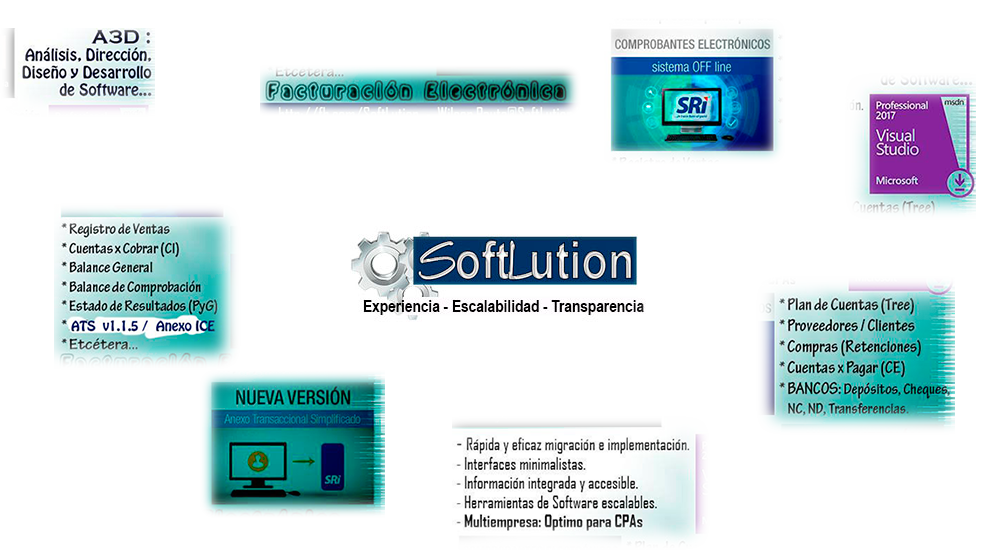 A3D :
Análisis, Dirección,
Diseño y Desarrollo
de Software...
Etcétera...
Facturación Electrónica
COMPROBANTES ELECTRÓNICOS
sistema OFF line
SRi
de Software...
Professional
2017
msdn
Visual
Studio
Microsoft
Cuentas (Tree)
* Registro de Ventas
* Cuentas x Cobrar (CI)
* Balance General
* Balance de Comprobación
* Estado de Resultados (PyG)
* ATS v1.1.5 / Anexo ICE
* Etcétera...
SoftLution
Experiencia - Escalabilidad - Transparencia
* Plan de Cuentas (Tree)
* Proveedores / Clientes
* Compras (Retenciones)
* Cuentas x Pagar (CE)
* BANCOS: Depósitos, Cheques,
NC, ND, Transferencias.
NUEVA VERSIÓN
Anexo Transaccional Simplificado
SRi
- Rápida y eficaz migración e implementación.
- Interfaces minimalistas.
- Información integrada y accesible.
- Herramientas de Software escalables.
- Multiempresa: Optimo para CPAs